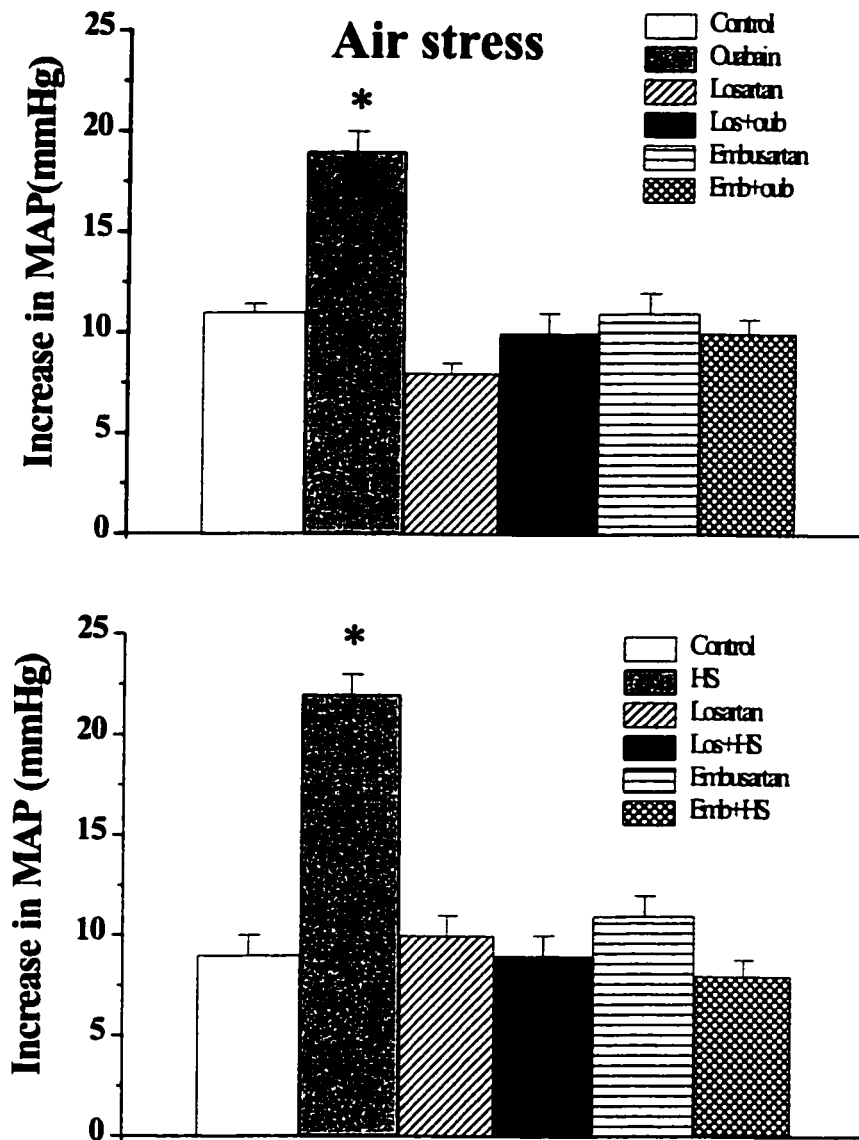 Air stress
Increase in MAP(mmHg)
25
20
15
10
5
0
*
Control
Ouabain
Losartan
Los+oub
Embusartan
Emb+oub
Increase in MAP (mmHg)
25
20
15
10
5
0
*
Control
HS
Losartan
Los+HS
Embusartan
Emb+HS